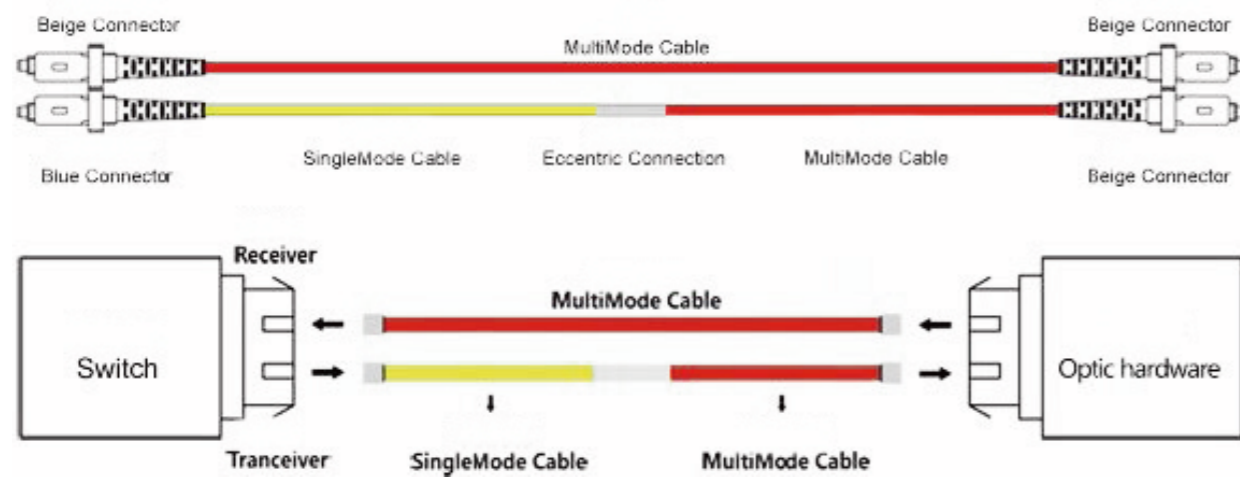 Beige Connector
MultiMode Cable
Beige Connector
SingleMode Cable
Eccentric Connection
MultiMode Cable
Blue Connector
Beige Connector
Receiver
MultiMode Cable
Switch
Optic hardware
Tranceiver
SingleMode Cable
MultiMode Cable